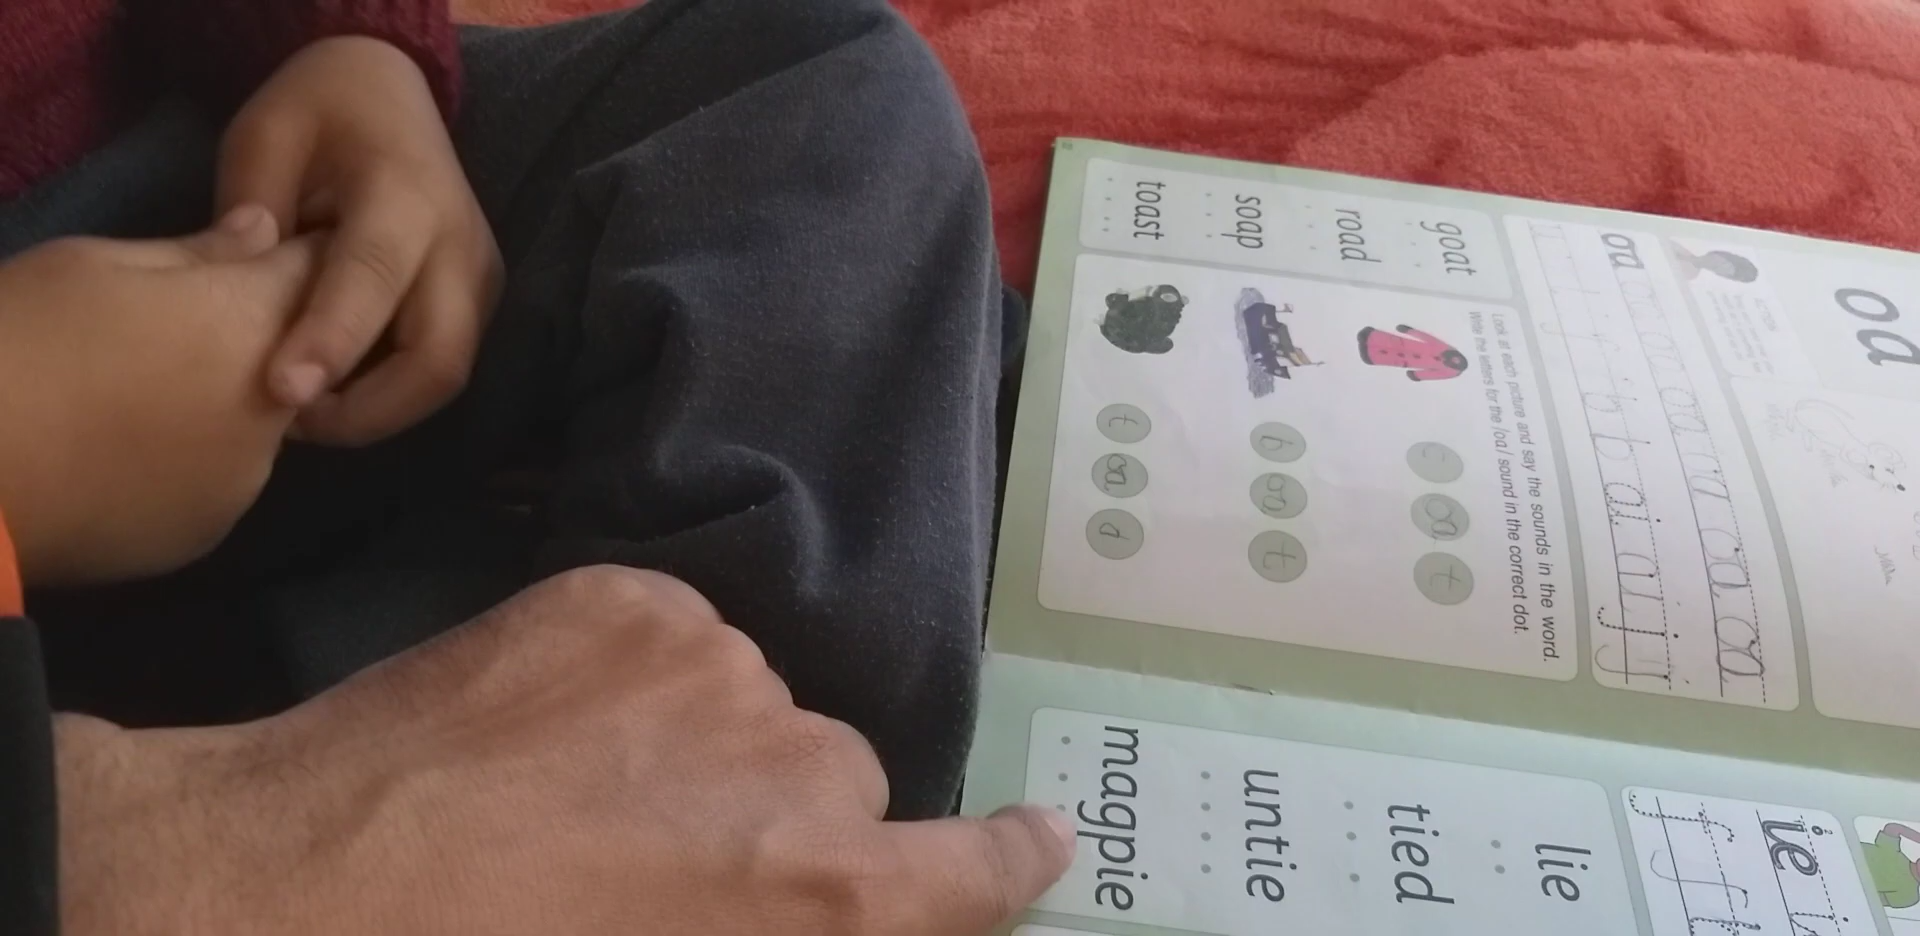 oa
oa
Look at each picture and say the sounds in the word.
Write the letters for the /oa/ sound in the correct dot.
goat
road
soap
toast
c oa t
b oa t
t oa d
ie
lie
tied
untie
magpie